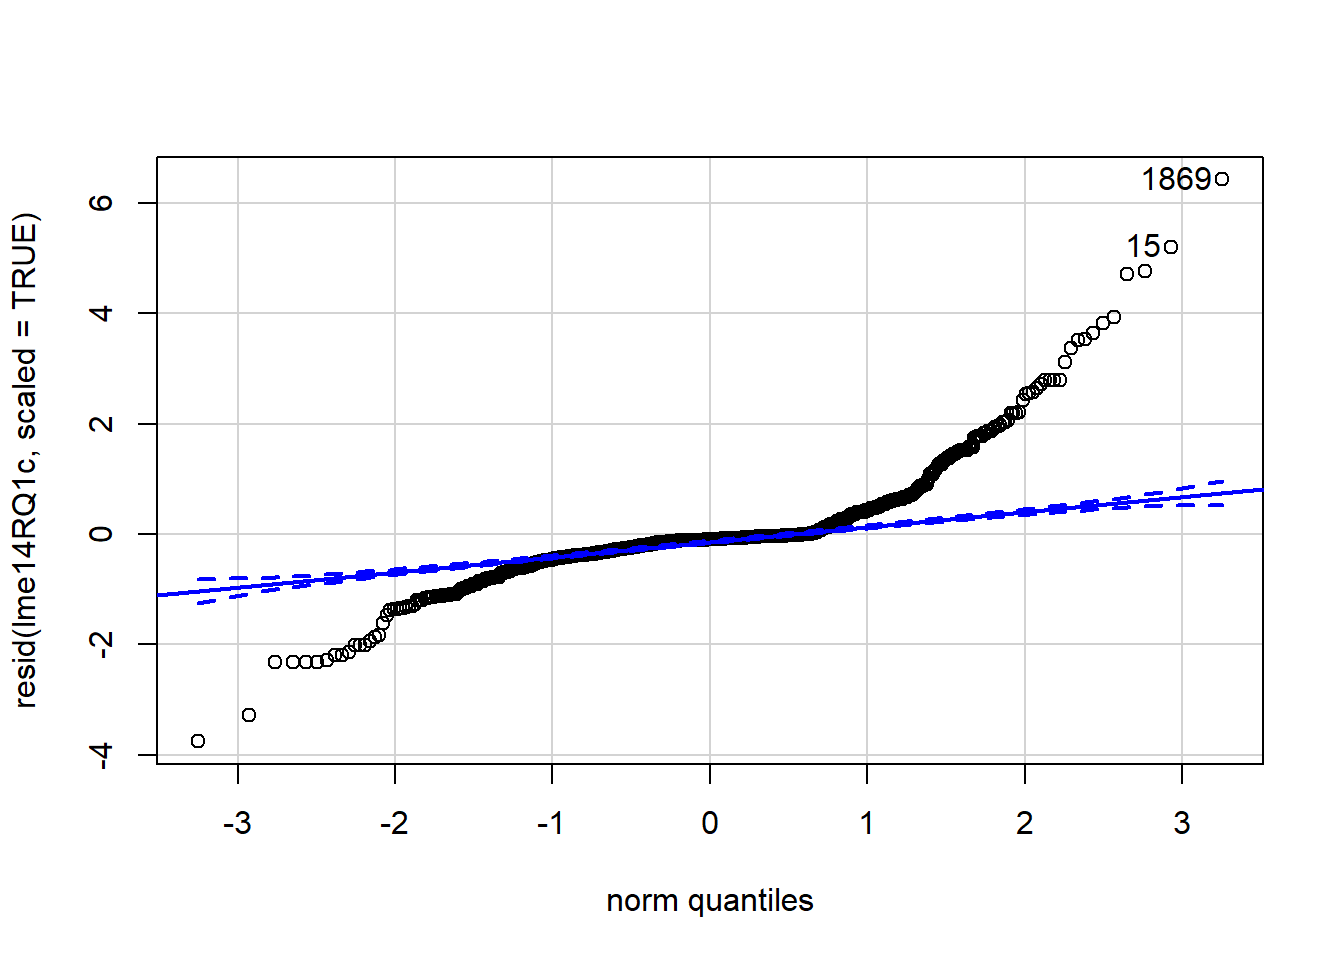 resid(lme14RQ1c, scaled = TRUE)
6
4
2
0
-2
-4
1869
15
-3 -2 -1 0 1 2 3
norm quantiles